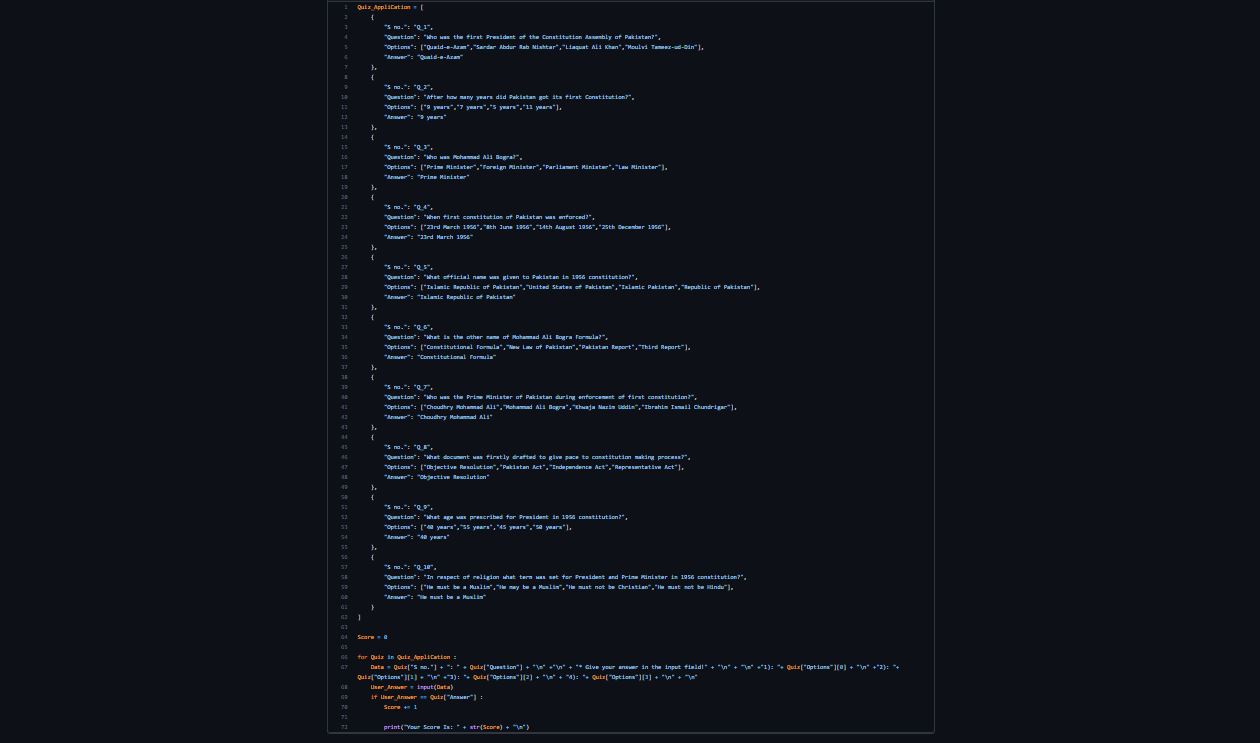 1 Quiz_AppliCation = [
2 {
3 "S no.": "Q_1",
4 "Question": "Who was the first President of the Constitution Assembly of Pakistan?",
5 "Options": ["Quaid-e-Azam","Sardar Abdur Rab Nishtar","Liaquat Ali Khan","Moulvi Tameez-ud-Din"],
6 "Answer": "Quaid-e-Azam"
7 },
8 {
9 "S no.": "Q_2",
10 "Question": "After how many years did Pakistan got its first Constitution?",
11 "Options": ["9 years","7 years","5 years","11 years"],
12 "Answer": "9 years"
13 },
14 {
15 "S no.": "Q_3",
16 "Question": "Who was Mohammad Ali Bogra?",
17 "Options": ["Prime Minister","Foreign Minister","Parliament Minister","Law Minister"],
18 "Answer": "Prime Minister"
19 },
20 {
21 "S no.": "Q_4",
22 "Question": "When first constitution of Pakistan was enforced?",
23 "Options": ["23rd March 1956","8th June 1956","14th August 1956","25th December 1956"],
24 "Answer": "23rd March 1956"
25 },
26 {
27 "S no.": "Q_5",
28 "Question": "What official name was given to Pakistan in 1956 constitution?",
29 "Options": ["Islamic Republic of Pakistan","United States of Pakistan","Islamic Pakistan","Republic of Pakistan"],
30 "Answer": "Islamic Republic of Pakistan"
31 },
32 {
33 "S no.": "Q_6",
34 "Question": "What is the other name of Mohammad Ali Bogra Formula?",
35 "Options": ["Constitutional Formula","New Law of Pakistan","Pakistan Report","Third Report"],
36 "Answer": "Constitutional Formula"
37 },
38 {
39 "S no.": "Q_7",
40 "Question": "Who was the Prime Minister of Pakistan during enforcement of first constitution?",
41 "Options": ["Choudhry Mohammad Ali","Mohammad Ali Bogra","Khwaja Nazim Uddin","Ibrahim Ismail Chundrigar"],
42 "Answer": "Choudhry Mohammad Ali"
43 },
44 {
45 "S no.": "Q_8",
46 "Question": "What document was firstly drafted to give pace to constitution making process?",
47 "Options": ["Objective Resolution","Pakistan Act","Independence Act","Representative Act"],
48 "Answer": "Objective Resolution"
49 },
50 {
51 "S no.": "Q_9",
52 "Question": "What age was prescribed for President in 1956 constitution?",
53 "Options": ["40 years","55 years","45 years","50 years"],
54 "Answer": "40 years"
55 },
56 {
57 "S no.": "Q_10",
58 "Question": "In respect of religion what term was set for President and Prime Minister in 1956 constitution?",
59 "Options": ["He must be a Muslim","He may be a Muslim","He must not be Christian","He must not be Hindu"],
60 "Answer": "He must be a Muslim"
61 }
62 ]
63
64 Score = 0
65
66 for Quiz in Quiz_AppliCation :
67 Data = Quiz["S no."] + ": " + Quiz["Question"] + "\n" +"\n" + "* Give your answer in the input field!" + "\n" + "\n" +"1): "+ Quiz["Options"][0] + "\n" +"2): "+
Quiz["Options"][1] + "\n" +"3): "+ Quiz["Options"][2] + "\n" + "4): "+ Quiz["Options"][3] + "\n" + "\n"
68 User_Answer = input(Data)
69 if User_Answer == Quiz["Answer"] :
70 Score += 1
71
72 print("Your Score Is: " + str(Score) + "\n")